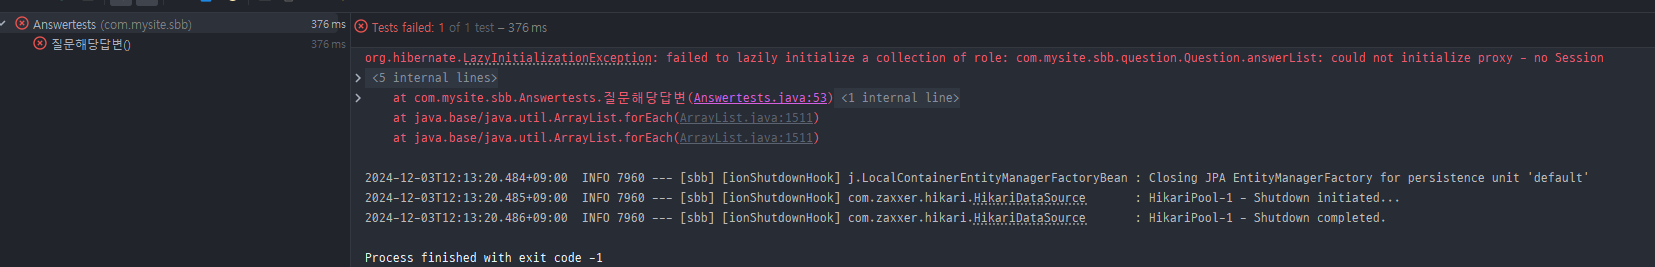 Answertests (com.mysite.sbb) 376 ms
질문해당답변() 376 ms
Tests failed: 1 of 1 test – 376 ms
org.hibernate.LazyInitializationException: failed to lazily initialize a collection of role: com.mysite.sbb.question.Question.answerList: could not initialize proxy - no Session
<5 internal lines>
at com.mysite.sbb.Answertests.질문해당답변(Answertests.java:53) <1 internal line>
at java.base/java.util.ArrayList.forEach(ArrayList.java:1511)
at java.base/java.util.ArrayList.forEach(ArrayList.java:1511)
2024-12-03T12:13:20.484+09:00  INFO 7960 --- [sbb] [ionShutdownHook] j.LocalContainerEntityManagerFactoryBean : Closing JPA EntityManagerFactory for persistence unit 'default'
2024-12-03T12:13:20.485+09:00  INFO 7960 --- [sbb] [ionShutdownHook] com.zaxxer.hikari.HikariDataSource       : HikariPool-1 - Shutdown initiated...
2024-12-03T12:13:20.486+09:00  INFO 7960 --- [sbb] [ionShutdownHook] com.zaxxer.hikari.HikariDataSource       : HikariPool-1 - Shutdown completed.
Process finished with exit code -1